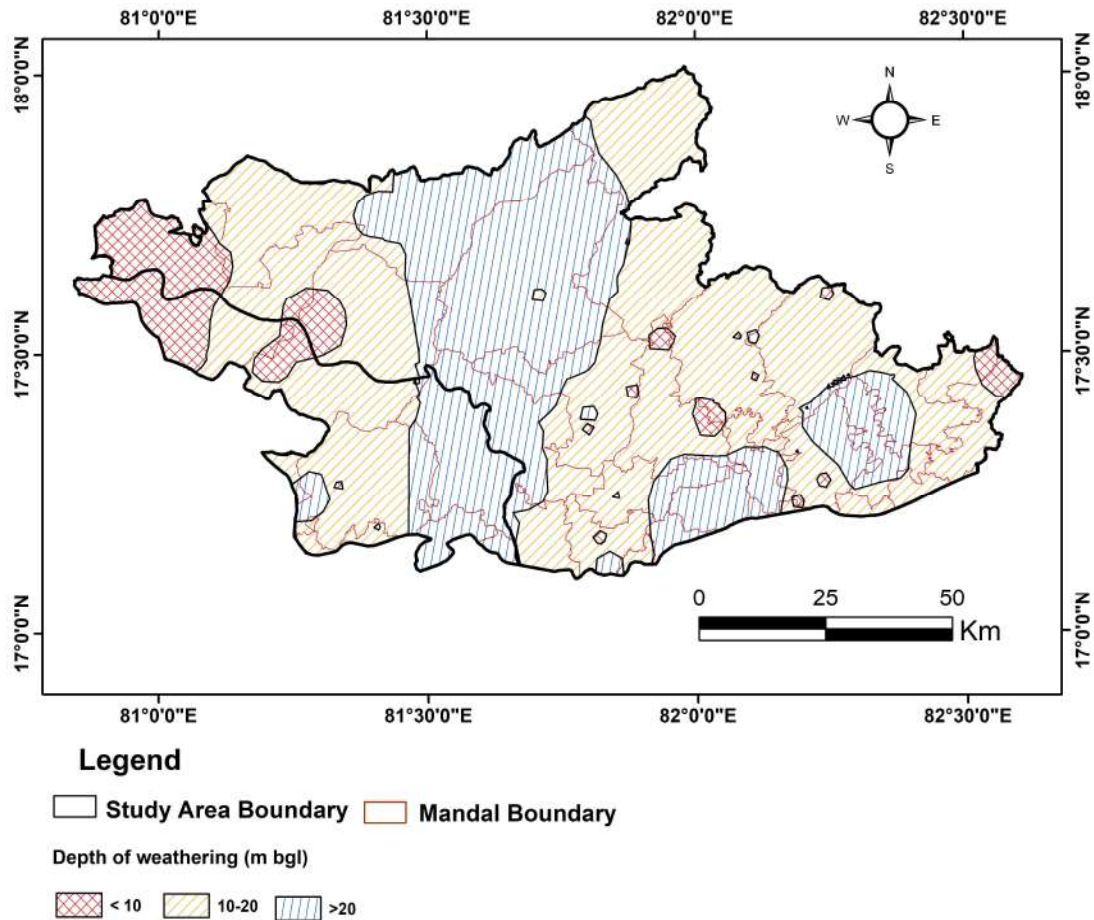 81°0'0"E 81°30'0"E 82°0'0"E 82°30'0"E
18°0'0"N 18°0'0"N
N
W E
S
17°30'0"N 17°30'0"N
0 25 50
Km
17°0'0"N 17°0'0"N
81°0'0"E 81°30'0"E 82°0'0"E 82°30'0"E
Legend
Study Area Boundary Mandal Boundary
Depth of weathering (m bgl)
< 10 10-20 >20